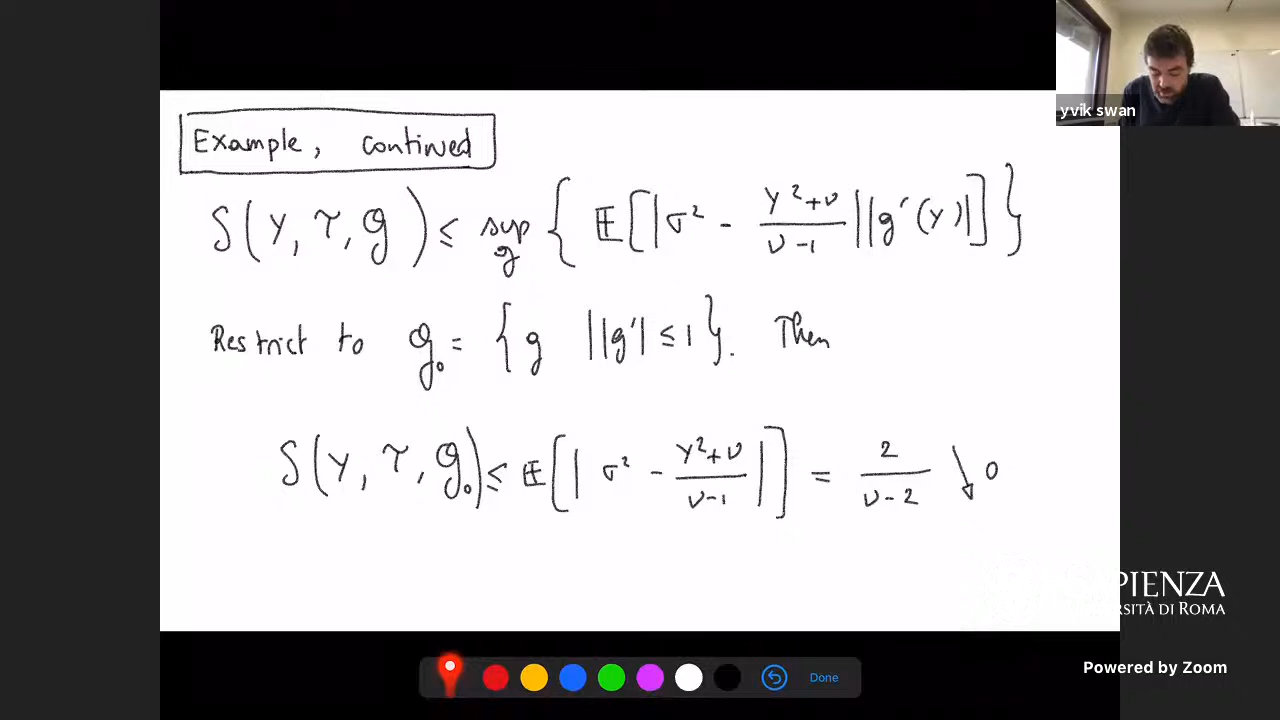 yvik swan
Example, continued
S(Y, τ, G) ≤ sup_G { 𝔼[|σ² - (Y²+ν)/(ν-1)| |g'(Y)|] }
Restrict to G₀ = { g | |g'| ≤ 1 }. Then
S(Y, τ, G₀) ≤ 𝔼[| σ² - (Y²+ν)/(ν-1) |] = 2/(ν-2) ↘ 0
PIENZA
RSITÀ DI ROMA
Powered by Zoom
Done